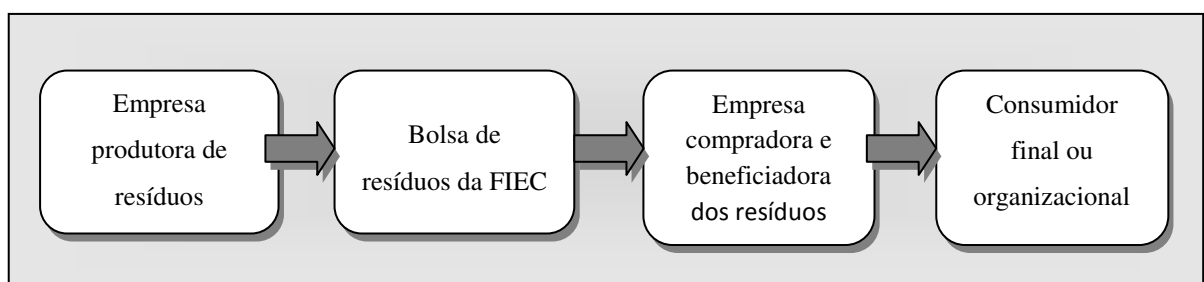 Empresa
produtora de
resíduos
Bolsa de
resíduos da FIEC
Empresa
compradora e
beneficiadora
dos resíduos
Consumidor
final ou
organizacional